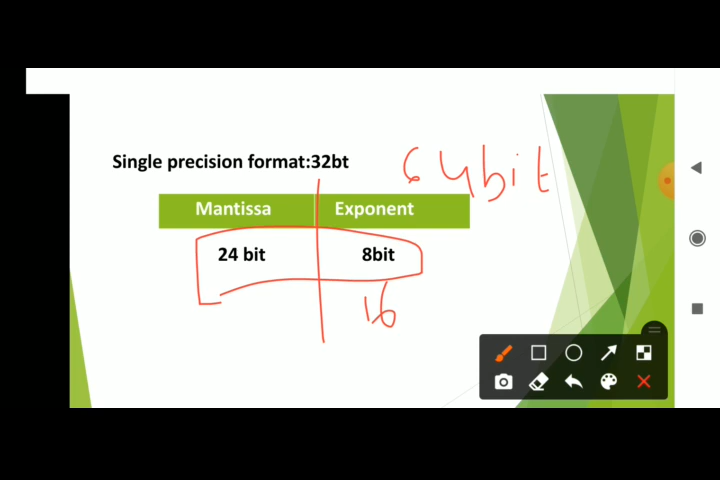 Single precision format:32bt
64bit
Mantissa Exponent
24 bit 8bit
16